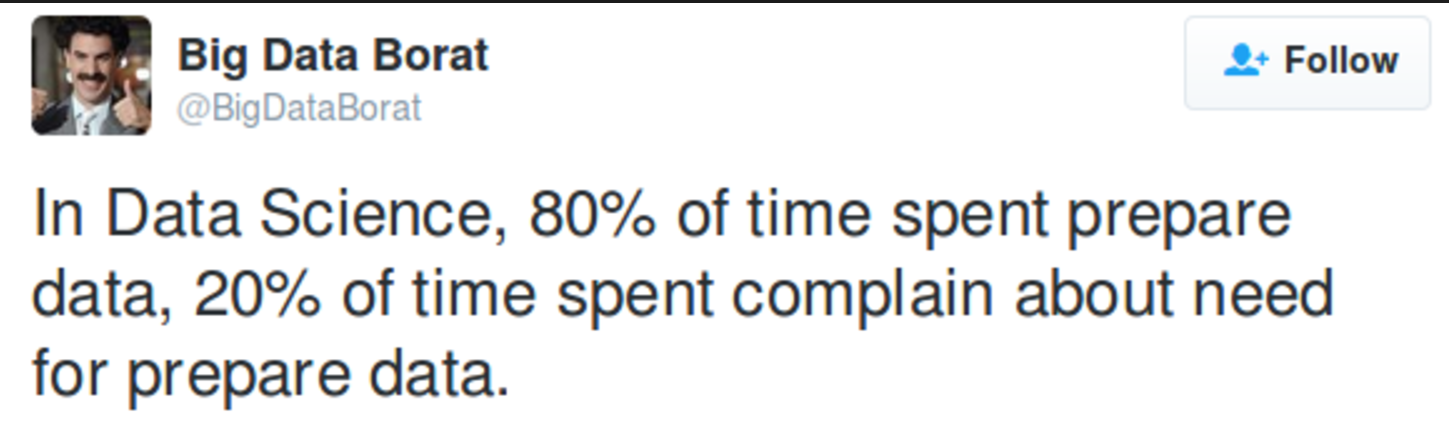 Big Data Borat
@BigDataBorat
Follow
In Data Science, 80% of time spent prepare
data, 20% of time spent complain about need
for prepare data.